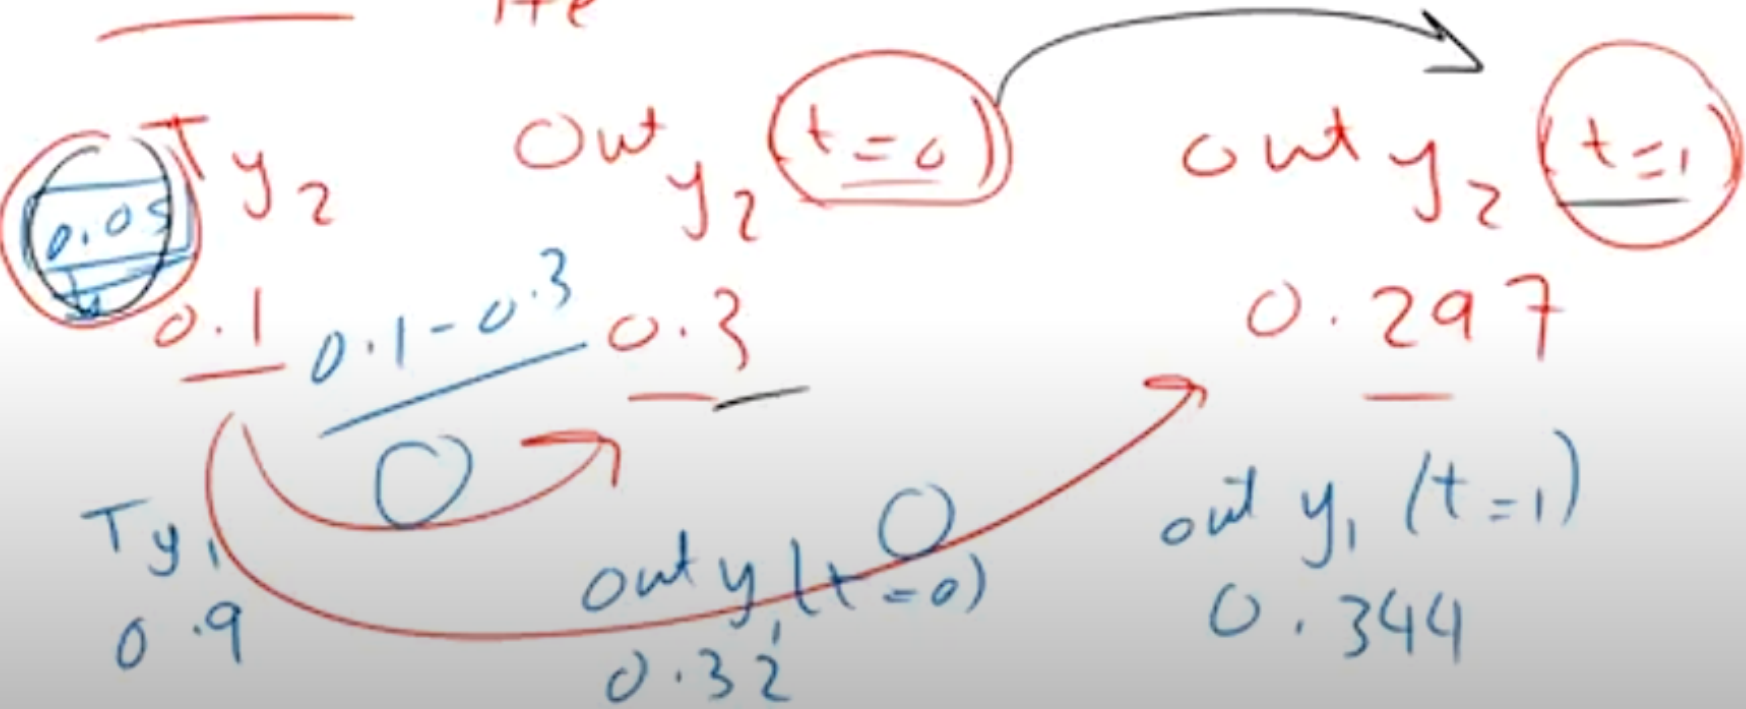 Ty2 out y2 (t=0) out y2 (t=1)
0.05
0.1 0.1-0.3 0.3 0.297
Ty1 out y1 (t=0) out y1 (t=1)
0.9 0.32 0.344